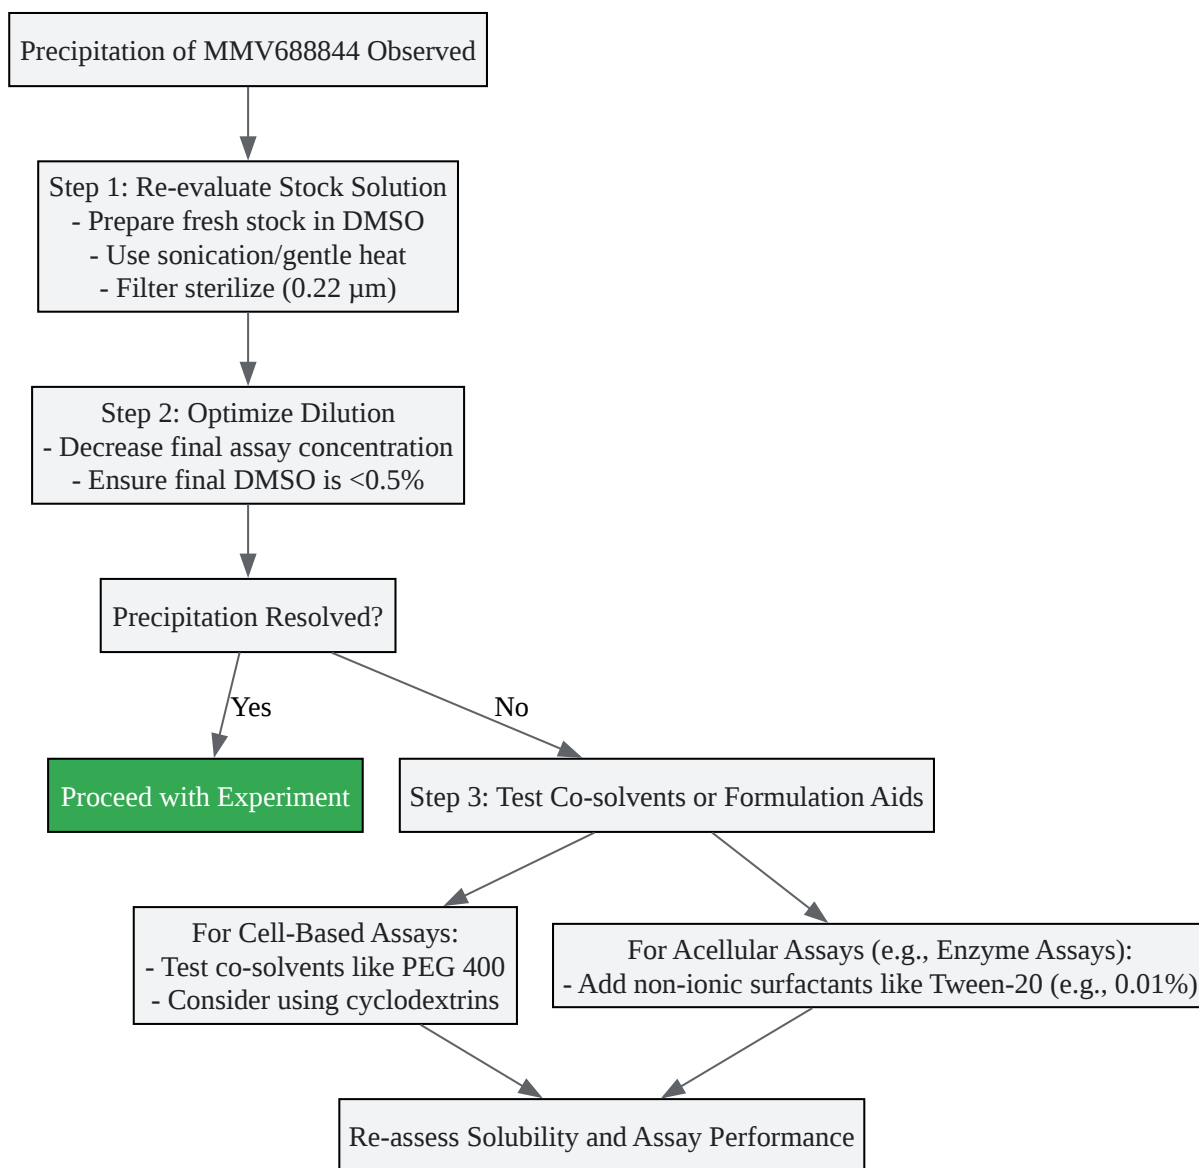 Precipitation of MMV688844 Observed
Step 1: Re-evaluate Stock Solution
- Prepare fresh stock in DMSO
- Use sonication/gentle heat
- Filter sterilize (0.22 µm)
Step 2: Optimize Dilution
- Decrease final assay concentration
- Ensure final DMSO is <0.5%
Precipitation Resolved?
Yes
No
Proceed with Experiment
Step 3: Test Co-solvents or Formulation Aids
For Cell-Based Assays:
- Test co-solvents like PEG 400
- Consider using cyclodextrins
For Acellular Assays (e.g., Enzyme Assays):
- Add non-ionic surfactants like Tween-20 (e.g., 0.01%)
Re-assess Solubility and Assay Performance